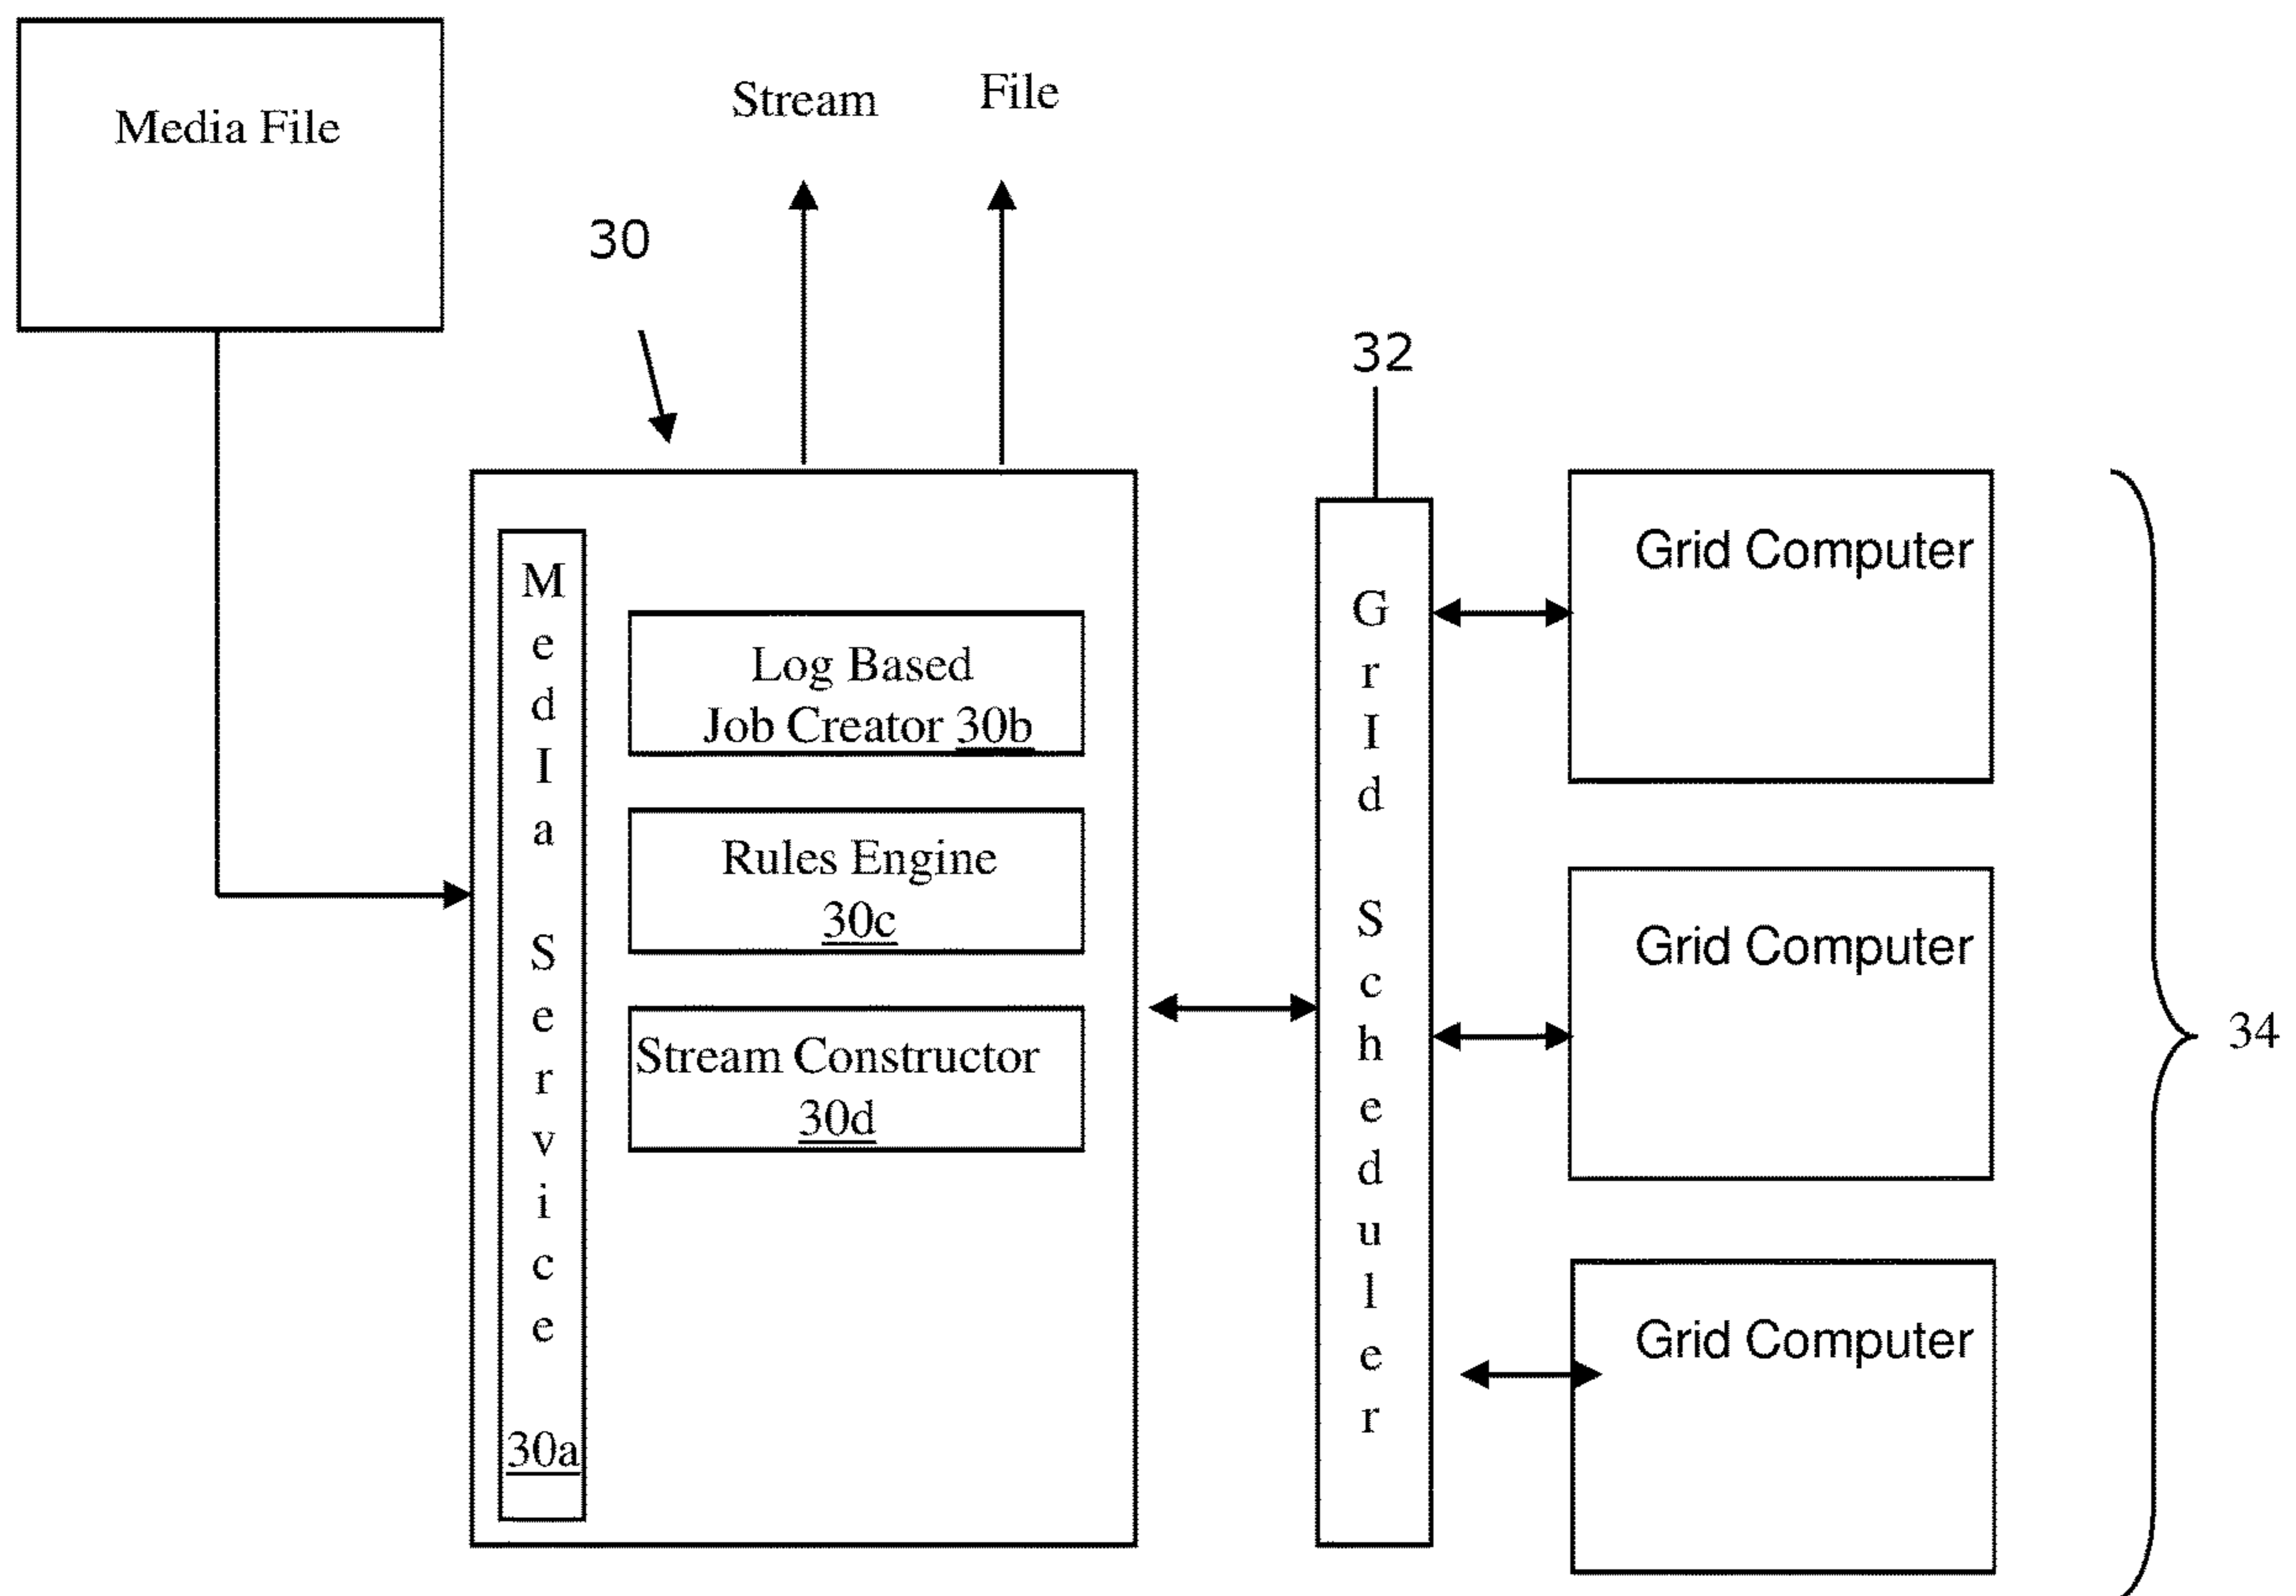 Media File
Stream
File
30
32
MedIa Service
30a
Log Based
Job Creator 30b
Rules Engine
30c
Stream Constructor
30d
GrId Scheduler
Grid Computer
Grid Computer
Grid Computer
34